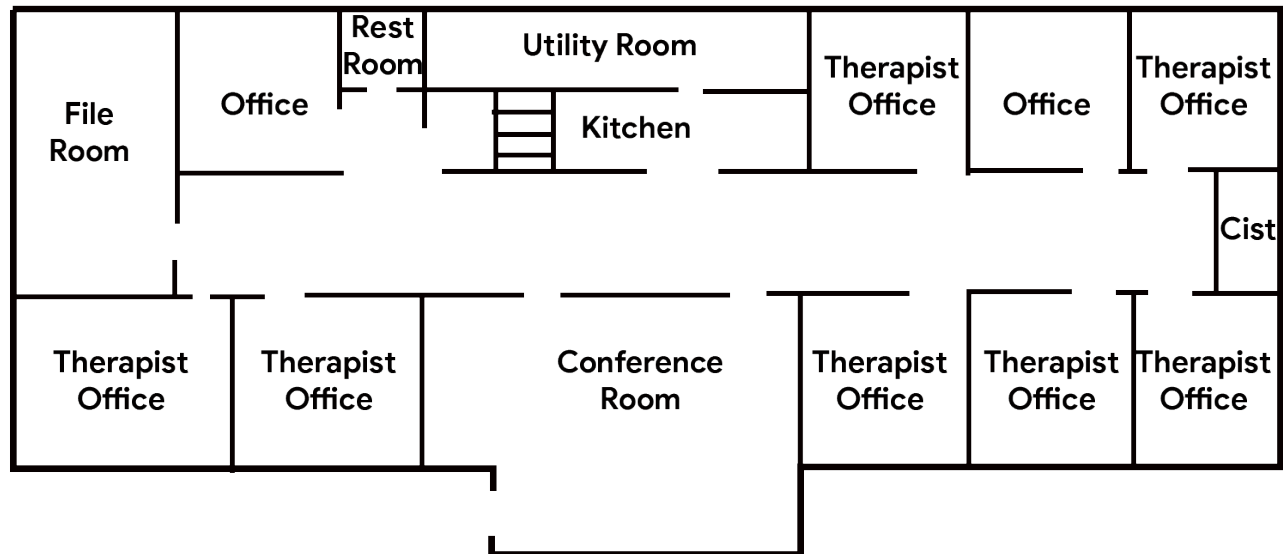 Rest
Room
Utility Room
Therapist
Office
Therapist
Office
File
Room
Office
Office
Kitchen
Cist
Therapist
Office
Therapist
Office
Conference
Room
Therapist
Office
Therapist
Office
Therapist
Office